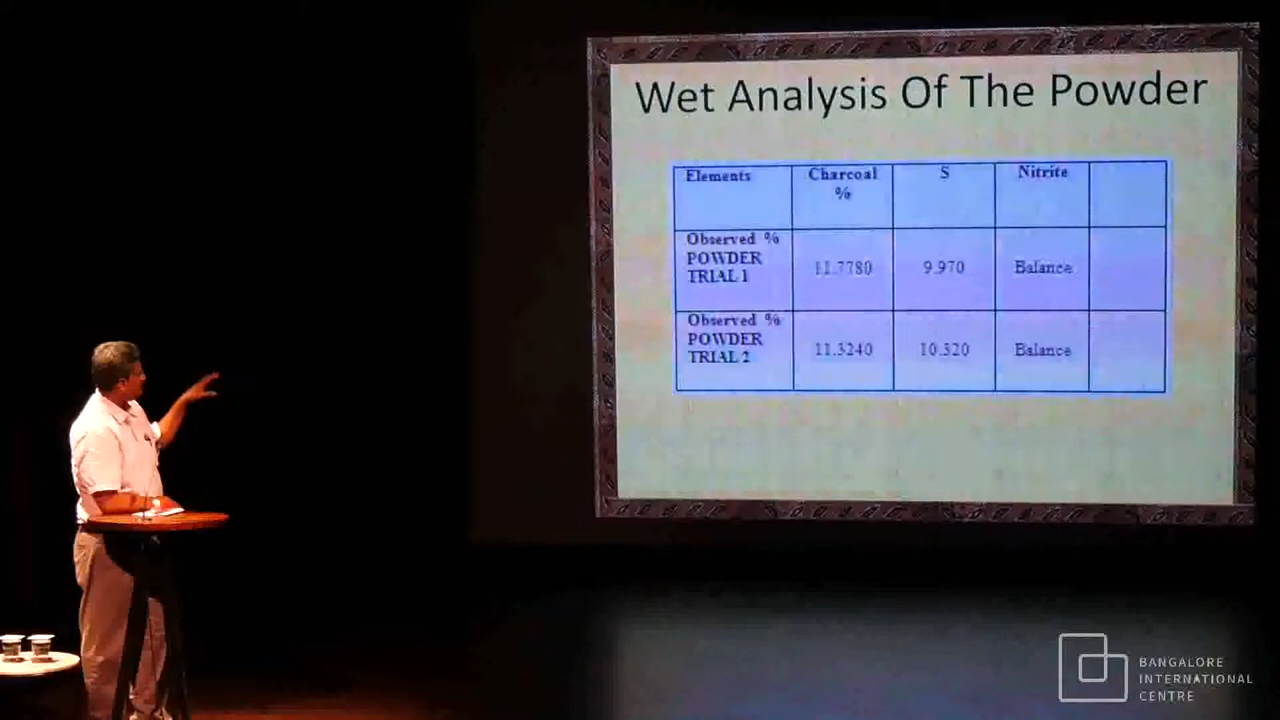 Wet Analysis Of The Powder
Elements
Charcoal
%
S
Nitrite
Observed %
POWDER
TRIAL 1
11.7780
9.970
Balance
Observed %
POWDER
TRIAL 2
11.3240
10.320
Balance
BANGALORE
INTERNATIONAL
CENTRE